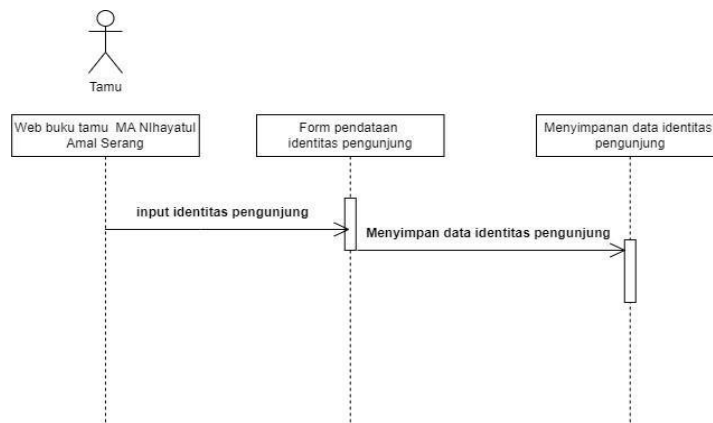 Tamu
Web buku tamu MA NIhayatul
Amal Serang
Form pendataan
identitas pengunjung
Menyimpanan data identitas
pengunjung
input identitas pengunjung
Menyimpan data identitas pengunjung